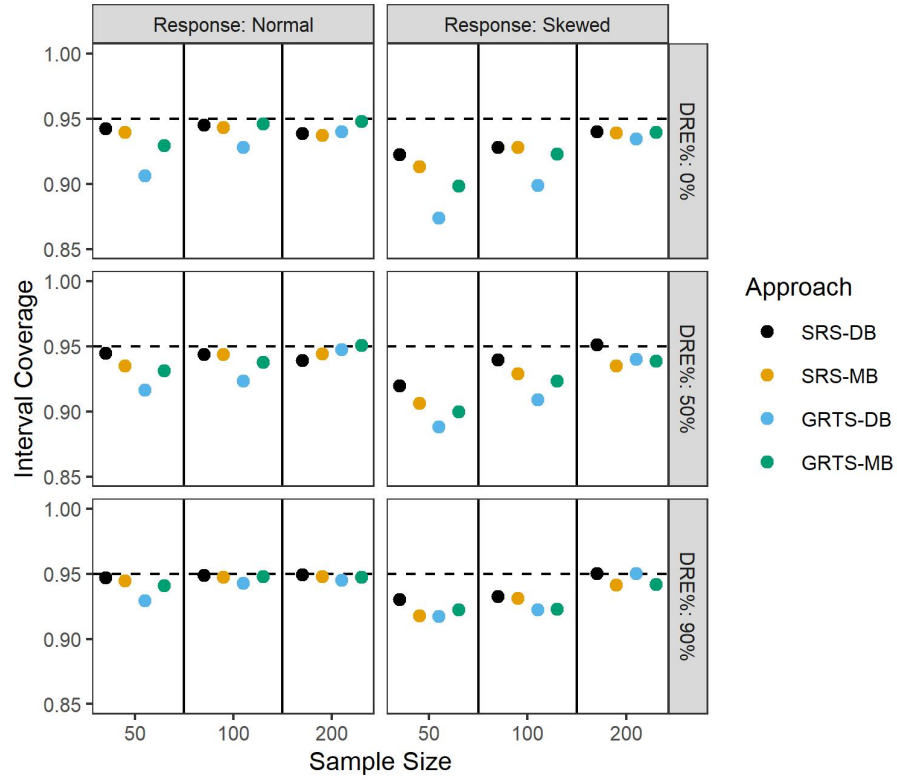 Response: Normal
Response: Skewed
1.00
0.95
0.90
0.85
DRE%: 0%
1.00
0.95
0.90
0.85
DRE%: 50%
1.00
0.95
0.90
0.85
DRE%: 90%
Interval Coverage
50
100
200
50
100
200
Sample Size
Approach
SRS-DB
SRS-MB
GRTS-DB
GRTS-MB